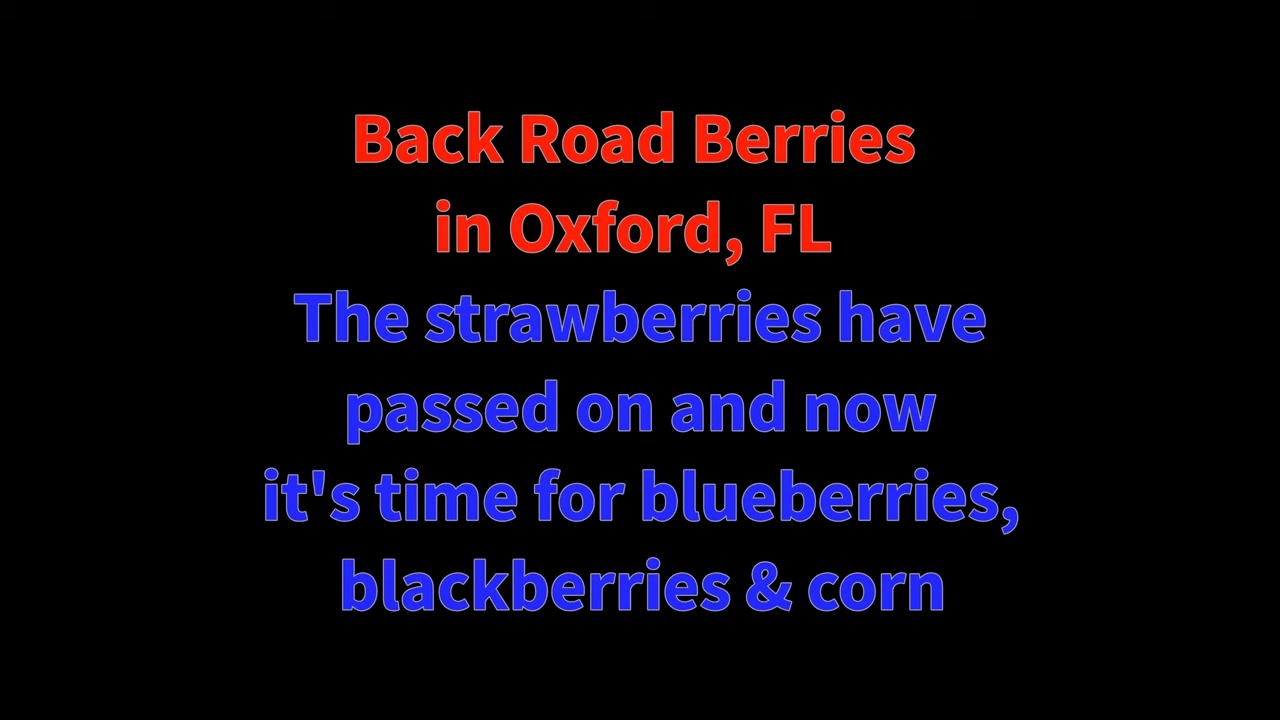 Back Road Berries
in Oxford, FL
The strawberries have
passed on and now
it's time for blueberries,
blackberries & corn